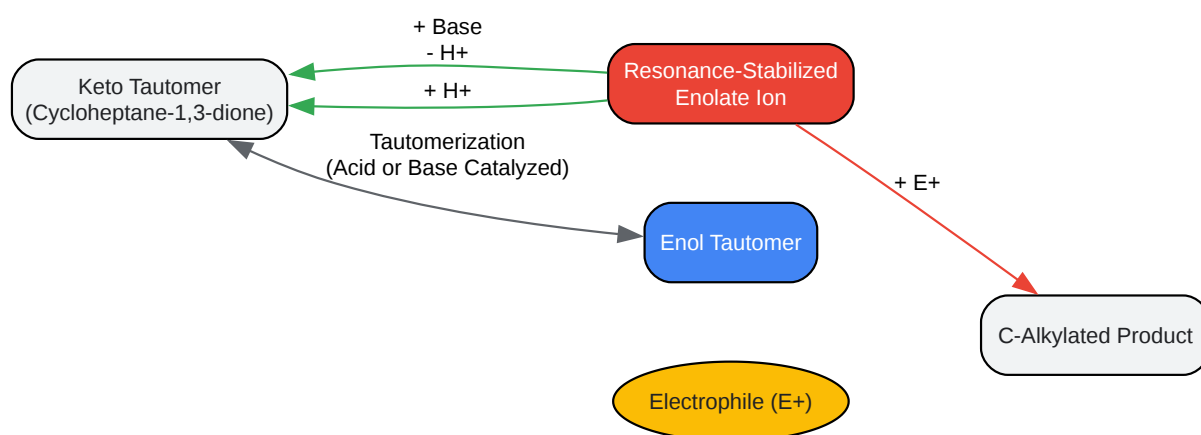 + Base
- H+
Keto Tautomer
(Cycloheptane-1,3-dione)
+ H+
Resonance-Stabilized
Enolate Ion
Tautomerization
(Acid or Base Catalyzed)
+ E+
Enol Tautomer
C-Alkylated Product
Electrophile (E+)